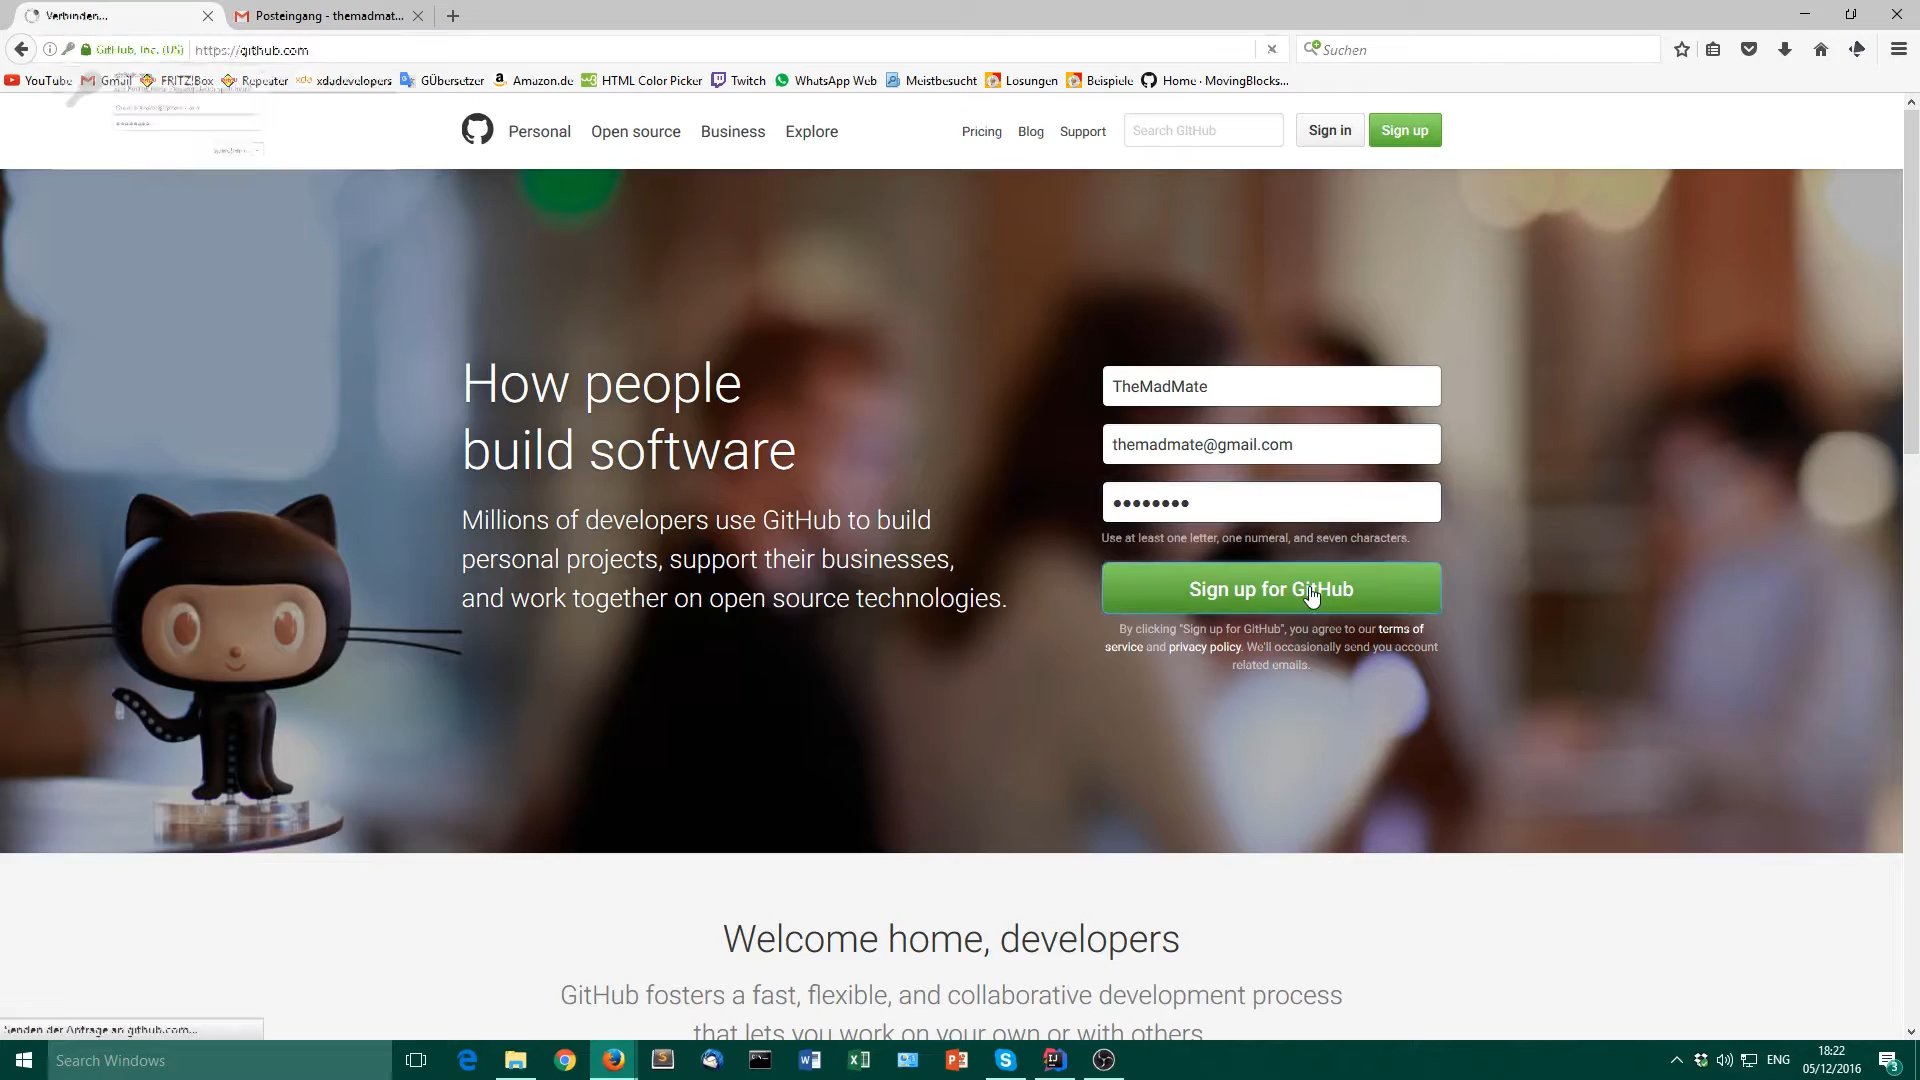 Verbinden...
Posteingang - themadmat...
GitHub, Inc. (US)
https://github.com
Suchen
YouTube
Gmail
FRITZ!Box
Repeater
xda
xdadevelopers
GÜbersetzer
Amazon.de
HTML Color Picker
Twitch
WhatsApp Web
Meistbesucht
Losungen
Beispiele
Home · MovingBlocks...
Personal
Open source
Business
Explore
Pricing
Blog
Support
Search GitHub
Sign in
Sign up
How people
build software
Millions of developers use GitHub to build
personal projects, support their businesses,
and work together on open source technologies.
TheMadMate
themadmate@gmail.com
Use at least one letter, one numeral, and seven characters.
Sign up for GitHub
By clicking "Sign up for GitHub", you agree to our terms of
service and privacy policy. We'll occasionally send you account
related emails.
Welcome home, developers
GitHub fosters a fast, flexible, and collaborative development process
that lets you work on your own or with others.
Senden der Anfrage an github.com...
Search Windows
ENG
18:22
05/12/2016
3